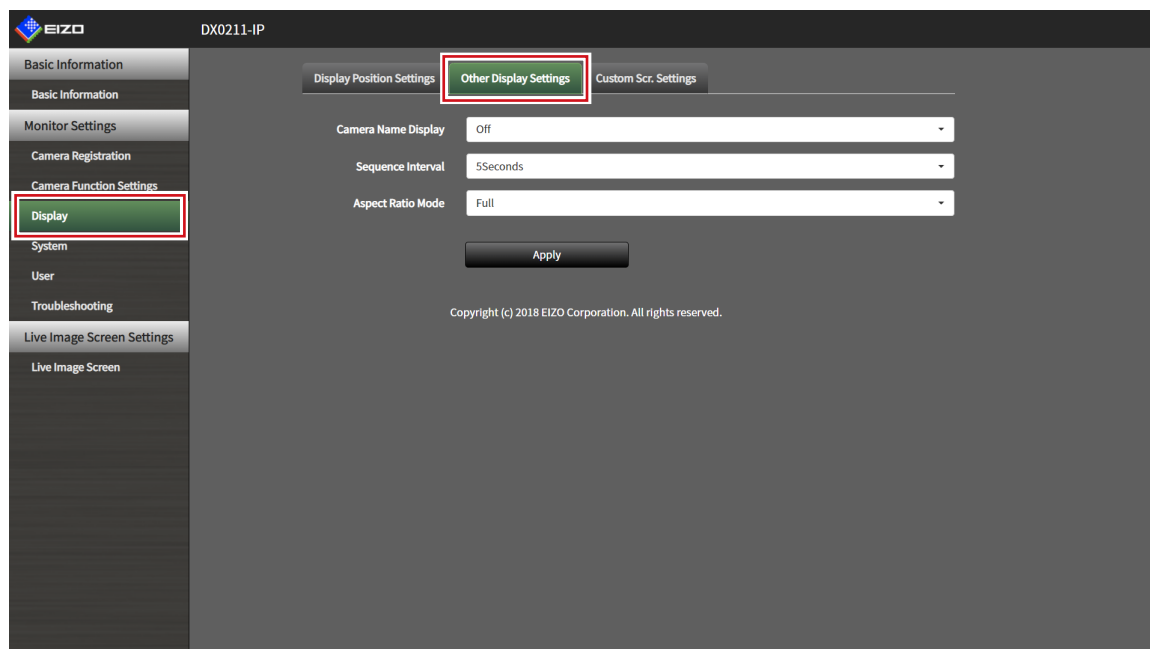 EIZO
DX0211-IP
Basic Information
Basic Information
Monitor Settings
Camera Registration
Camera Function Settings
Display
System
User
Troubleshooting
Live Image Screen Settings
Live Image Screen
Display Position Settings
Other Display Settings
Custom Scr. Settings
Camera Name Display Off
Sequence Interval 5Seconds
Aspect Ratio Mode Full
Apply
Copyright (c) 2018 EIZO Corporation. All rights reserved.